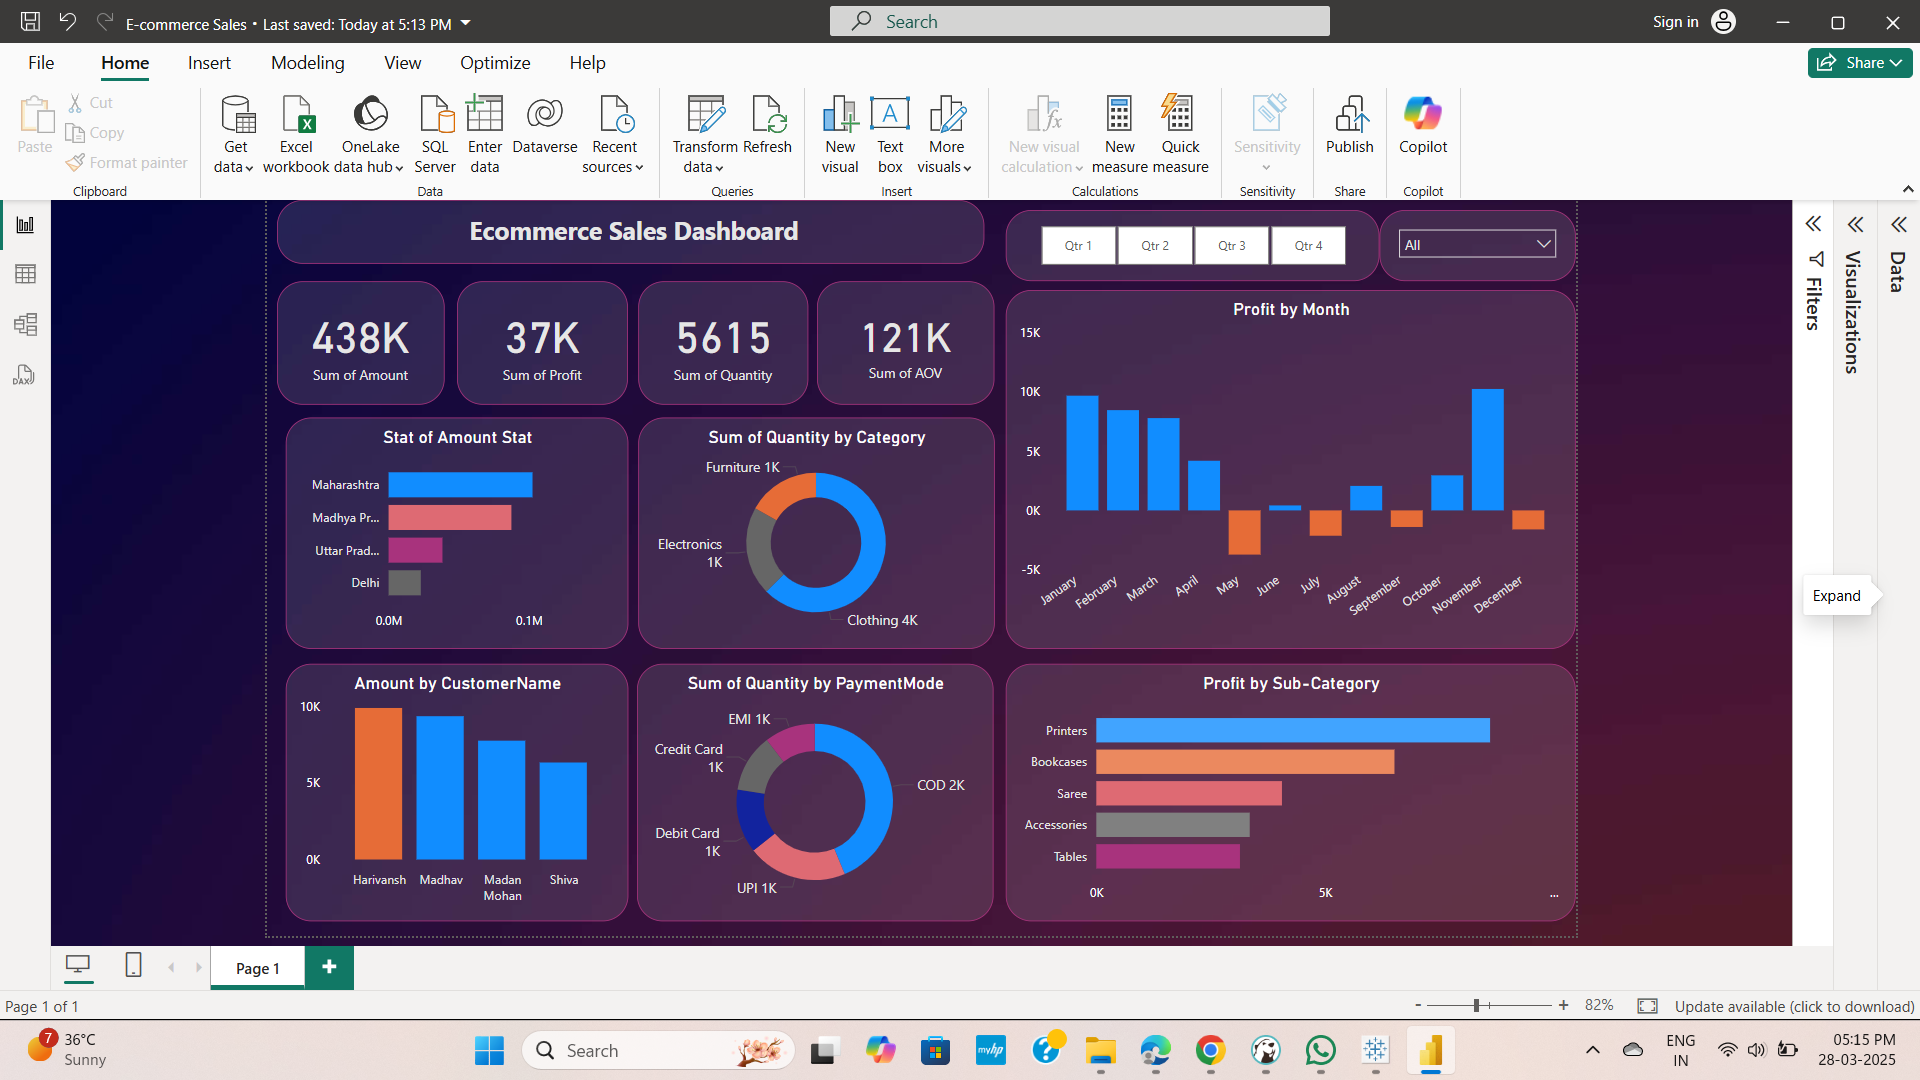 E-commerce Sales • Last saved: Today at 5:13 PM
Search
Sign in
File Home Insert Modeling View Optimize Help
Share
Paste
Cut
Copy
Format painter
Clipboard
Get data
Excel workbook
OneLake data hub
SQL Server
Enter data
Dataverse
Recent sources
Data
Transform data
Refresh
Queries
New visual
Text box
More visuals
Insert
New visual calculation
New measure
Quick measure
Calculations
Sensitivity
Sensitivity
Publish
Share
Copilot
Copilot
Ecommerce Sales Dashboard
Qtr 1 Qtr 2 Qtr 3 Qtr 4
All
438K
Sum of Amount
37K
Sum of Profit
5615
Sum of Quantity
121K
Sum of AOV
Profit by Month
15K
10K
5K
0K
-5K
January February March April May June July August September October November December
Stat of Amount Stat
Maharashtra
Madhya Pr...
Uttar Prad...
Delhi
0.0M 0.1M
Sum of Quantity by Category
Furniture 1K
Electronics
1K
Clothing 4K
Amount by CustomerName
10K
5K
0K
Harivansh Madhav Madan Mohan Shiva
Sum of Quantity by PaymentMode
EMI 1K
Credit Card
1K
COD 2K
Debit Card
1K
UPI 1K
Profit by Sub-Category
Printers
Bookcases
Saree
Accessories
Tables
0K 5K ...
Filters
Visualizations
Data
Expand
DAX
Page 1
Page 1 of 1
- + 82%
Update available (click to download)
7
36°C
Sunny
Search
myhp
ENG
IN
05:15 PM
28-03-2025